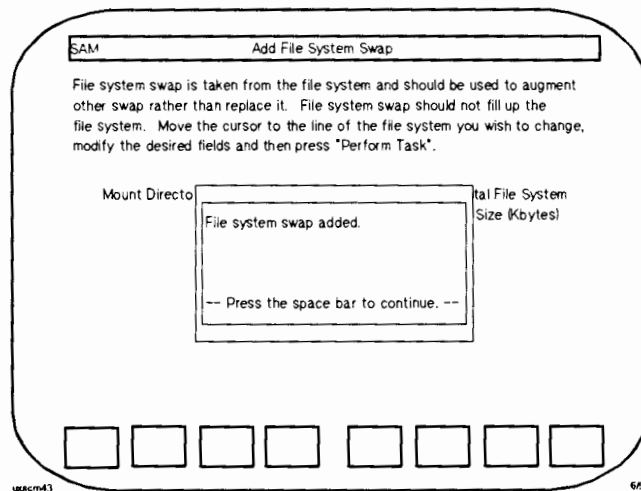 SAM Add File System Swap
File system swap is taken from the file system and should be used to augment
other swap rather than replace it. File system swap should not fill up the
file system. Move the cursor to the line of the file system you wish to change,
modify the desired fields and then press "Perform Task".
Mount Directo tal File System
Size (Kbytes)
File system swap added.
-- Press the space bar to continue. --